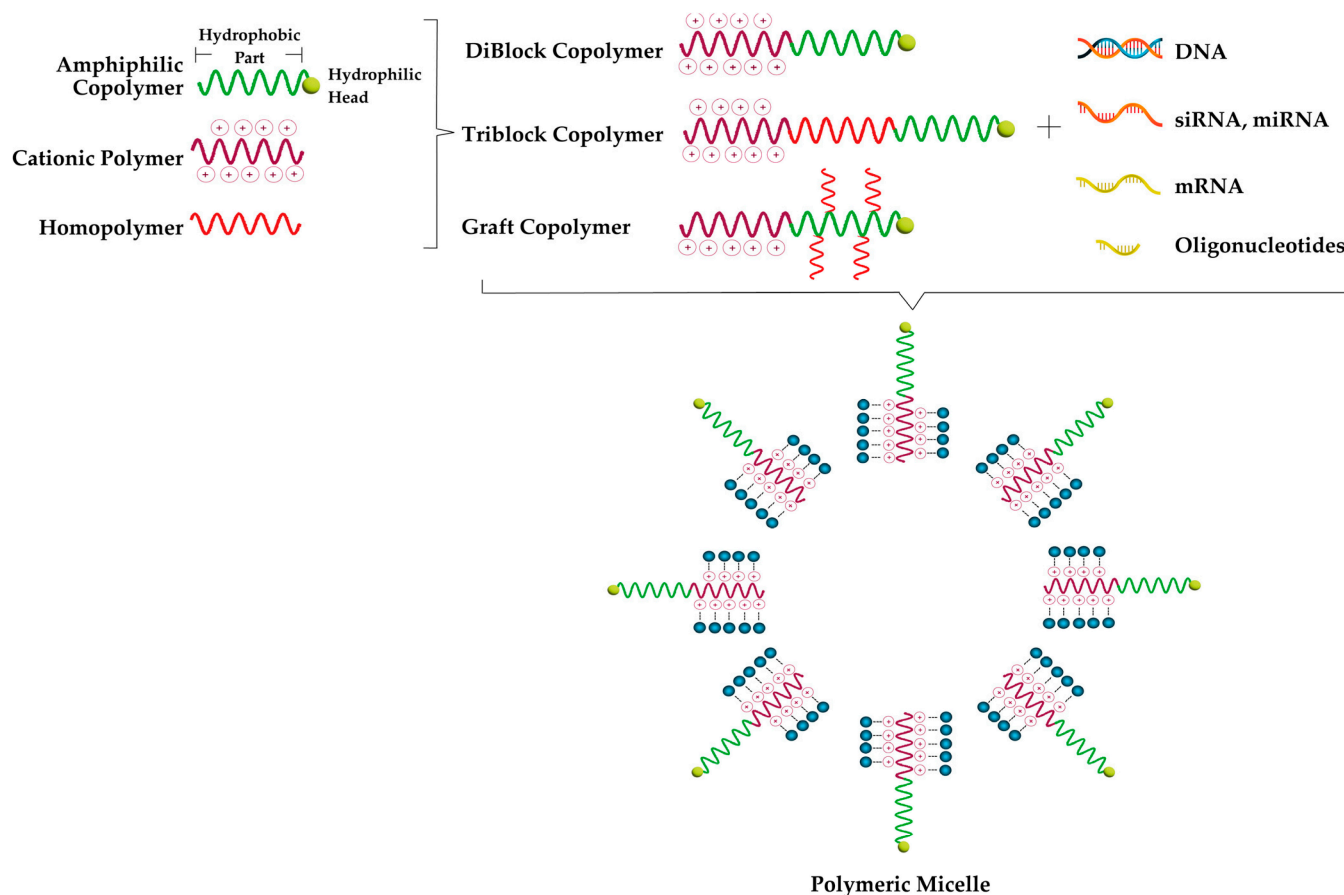 Hydrophobic
Part
Amphiphilic
Copolymer
Hydrophilic
Head
Cationic Polymer
Homopolymer
DiBlock Copolymer
Triblock Copolymer
Graft Copolymer
DNA
siRNA, miRNA
mRNA
Oligonucleotides
Polymeric Micelle